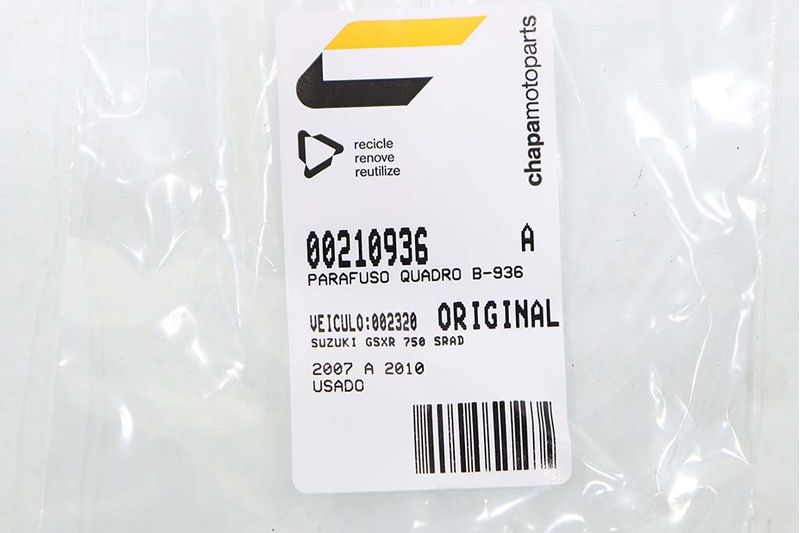 chapamotoparts
recicle
renove
reutilize
00210936 A
PARAFUSO QUADRO B-936
VEICULO:002320 ORIGINAL
SUZUKI GSXR 750 SRAD
2007 A 2010
USADO